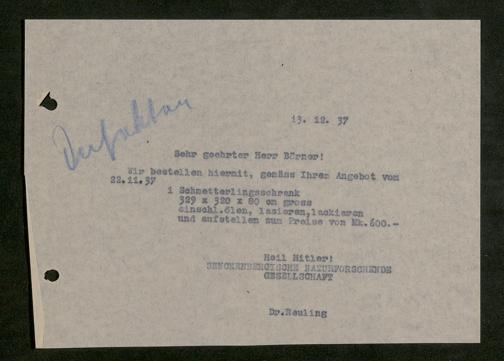 13. 12. 37
Sehr geehrter Herr Börner!
Wir bestellen hiermit, gemäss Ihrem Angebot vom
22.11.37
1 Schmetterlingsschrank
329 x 320 x 80 cm gross
einschl.ölen, lasieren,lackieren
und aufstellen zum Preise von Mk.600.-
Heil Hitler!
SENCKENBERGISCHE NATURFORSCHENDE
GESELLSCHAFT
Dr.Reuling